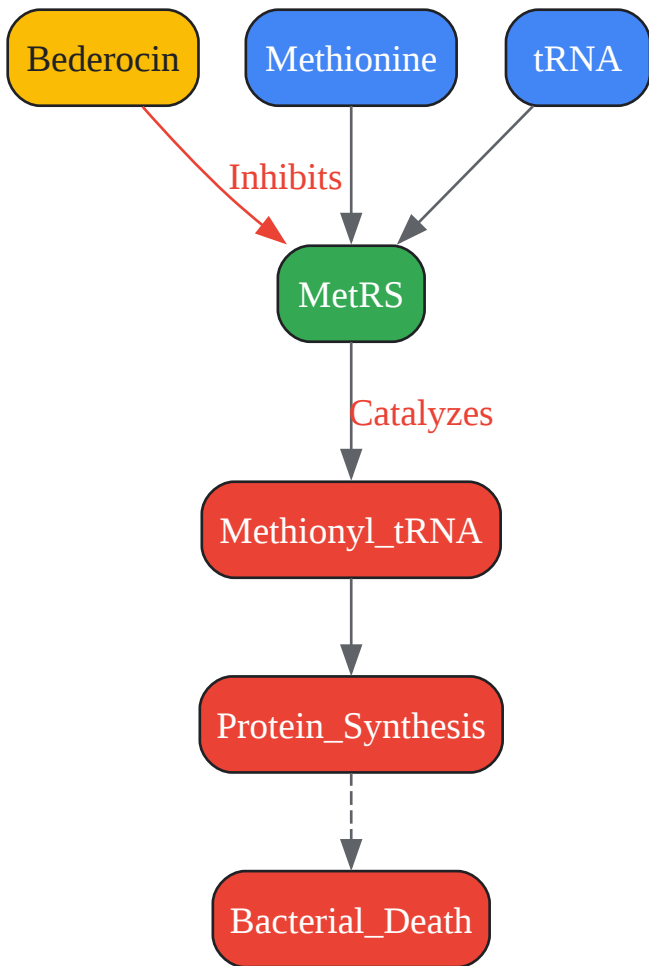 Bederocin
Methionine
tRNA
Inhibits
MetRS
Catalyzes
Methionyl_tRNA
Protein_Synthesis
Bacterial_Death